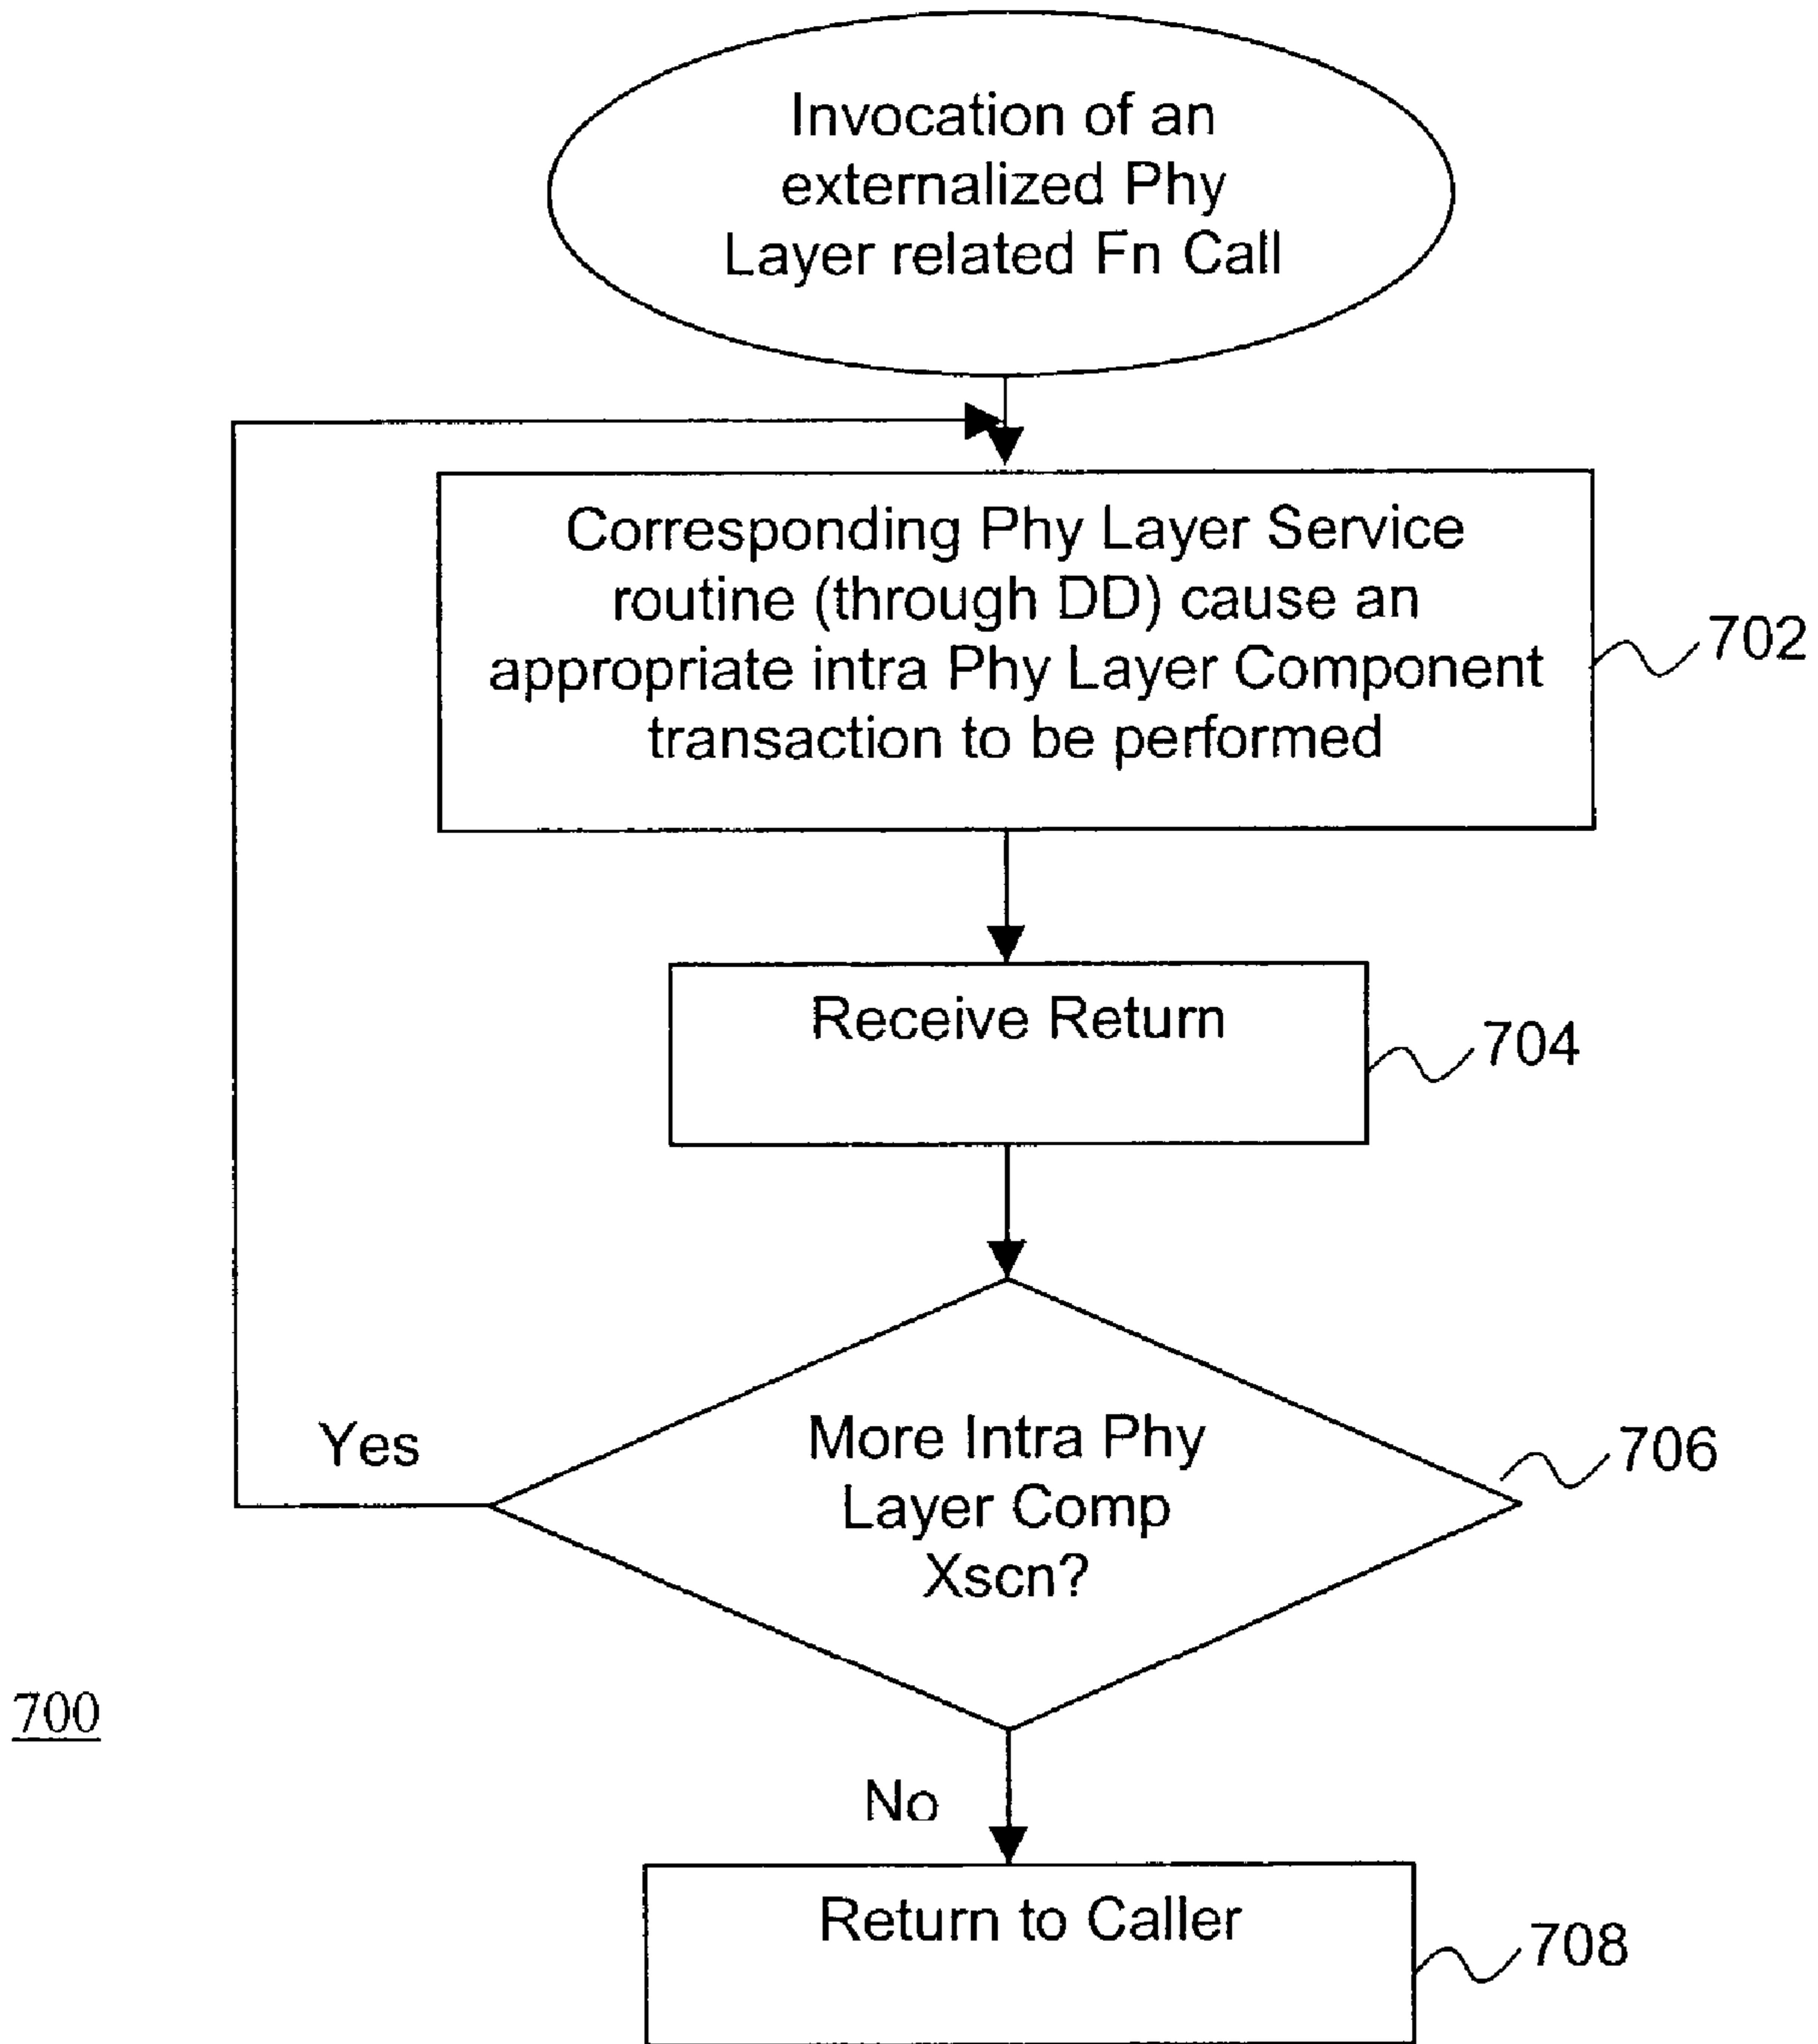 Invocation of an
externalized Phy
Layer related Fn Call
Corresponding Phy Layer Service
routine (through DD) cause an
appropriate intra Phy Layer Component
transaction to be performed
702
Receive Return
704
More Intra Phy
Layer Comp
Xscn?
706
Yes
No
700
Return to Caller
708